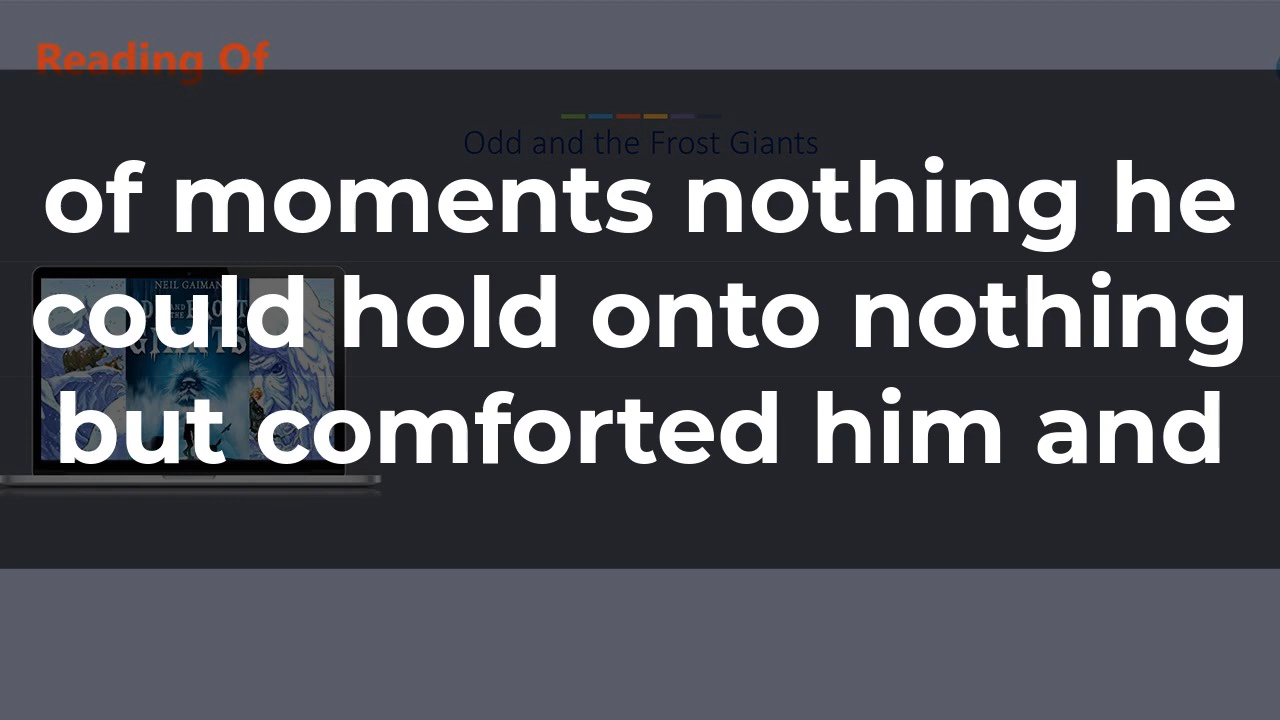 Reading Of
Odd and the Frost Giants
of moments nothing he
could hold onto nothing
but comforted him and
NEIL GAIMAN
GIANTS